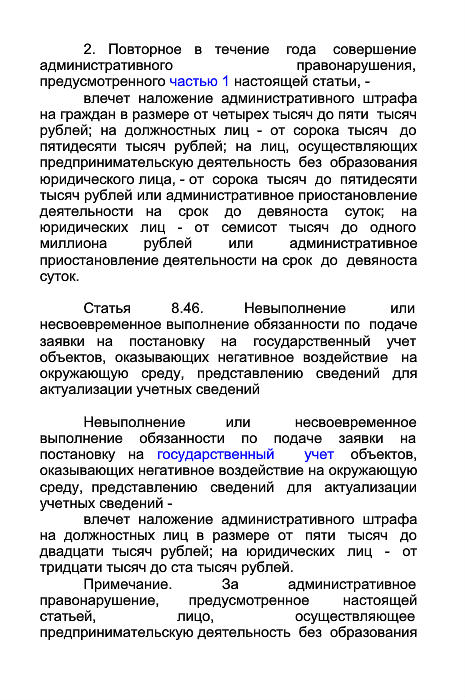 2. Повторное в течение года совершение
административного правонарушения,
предусмотренного частью 1 настоящей статьи, -
влечет наложение административного штрафа
на граждан в размере от четырех тысяч до пяти тысяч
рублей; на должностных лиц - от сорока тысяч до
пятидесяти тысяч рублей; на лиц, осуществляющих
предпринимательскую деятельность без образования
юридического лица, - от сорока тысяч до пятидесяти
тысяч рублей или административное приостановление
деятельности на срок до девяноста суток; на
юридических лиц - от семисот тысяч до одного
миллиона рублей или административное
приостановление деятельности на срок до девяноста
суток.
Статья 8.46. Невыполнение или
несвоевременное выполнение обязанности по подаче
заявки на постановку на государственный учет
объектов, оказывающих негативное воздействие на
окружающую среду, представлению сведений для
актуализации учетных сведений
Невыполнение или несвоевременное
выполнение обязанности по подаче заявки на
постановку на государственный учет объектов,
оказывающих негативное воздействие на окружающую
среду, представлению сведений для актуализации
учетных сведений -
влечет наложение административного штрафа
на должностных лиц в размере от пяти тысяч до
двадцати тысяч рублей; на юридических лиц - от
тридцати тысяч до ста тысяч рублей.
Примечание. За административное
правонарушение, предусмотренное настоящей
статьей, лицо, осуществляющее
предпринимательскую деятельность без образования